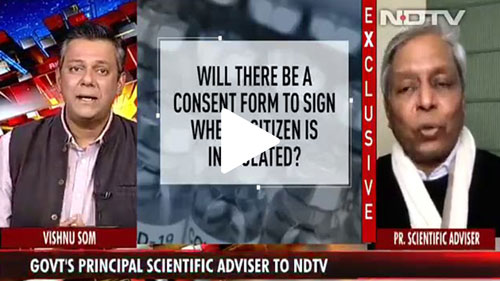 NDTV
EXCLUSIVE
WILL THERE BE A
CONSENT FORM TO SIGN
CITIZEN IS
VISHNU SOM
PR. SCIENTIFIC ADVISER
GOVT'S PRINCIPAL SCIENTIFIC ADVISER TO NDTV